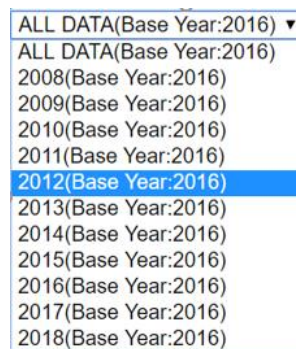 ALL DATA(Base Year:2016) ▼
ALL DATA(Base Year:2016)
2008(Base Year:2016)
2009(Base Year:2016)
2010(Base Year:2016)
2011(Base Year:2016)
2012(Base Year:2016)
2013(Base Year:2016)
2014(Base Year:2016)
2015(Base Year:2016)
2016(Base Year:2016)
2017(Base Year:2016)
2018(Base Year:2016)